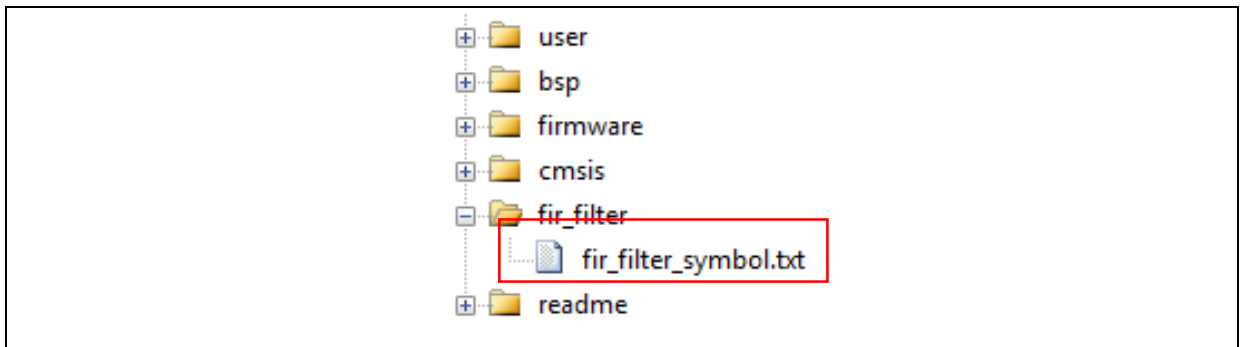 user
bsp
firmware
cmsis
fir_filter
fir_filter_symbol.txt
readme